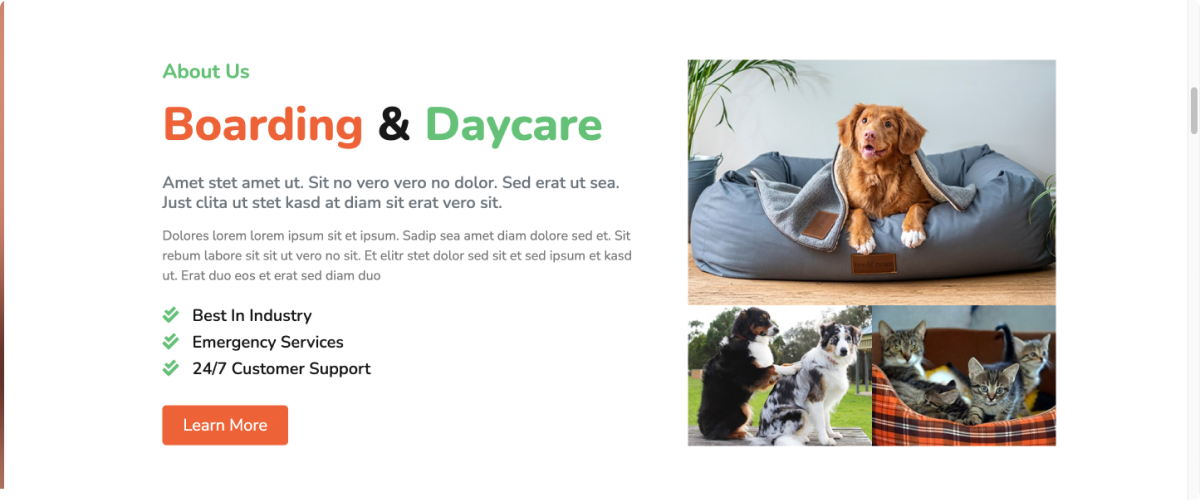 About Us
Boarding & Daycare
Amet stet amet ut. Sit no vero vero no dolor. Sed erat ut sea.
Just clita ut stet kasd at diam sit erat vero sit.
Dolores lorem lorem ipsum sit et ipsum. Sadip sea amet diam dolore sed et. Sit
rebum labore sit sit ut vero no sit. Et elitr stet dolor sed sit et sed ipsum et kasd
ut. Erat duo eos et erat sed diam duo
Best In Industry
Emergency Services
24/7 Customer Support
Learn More